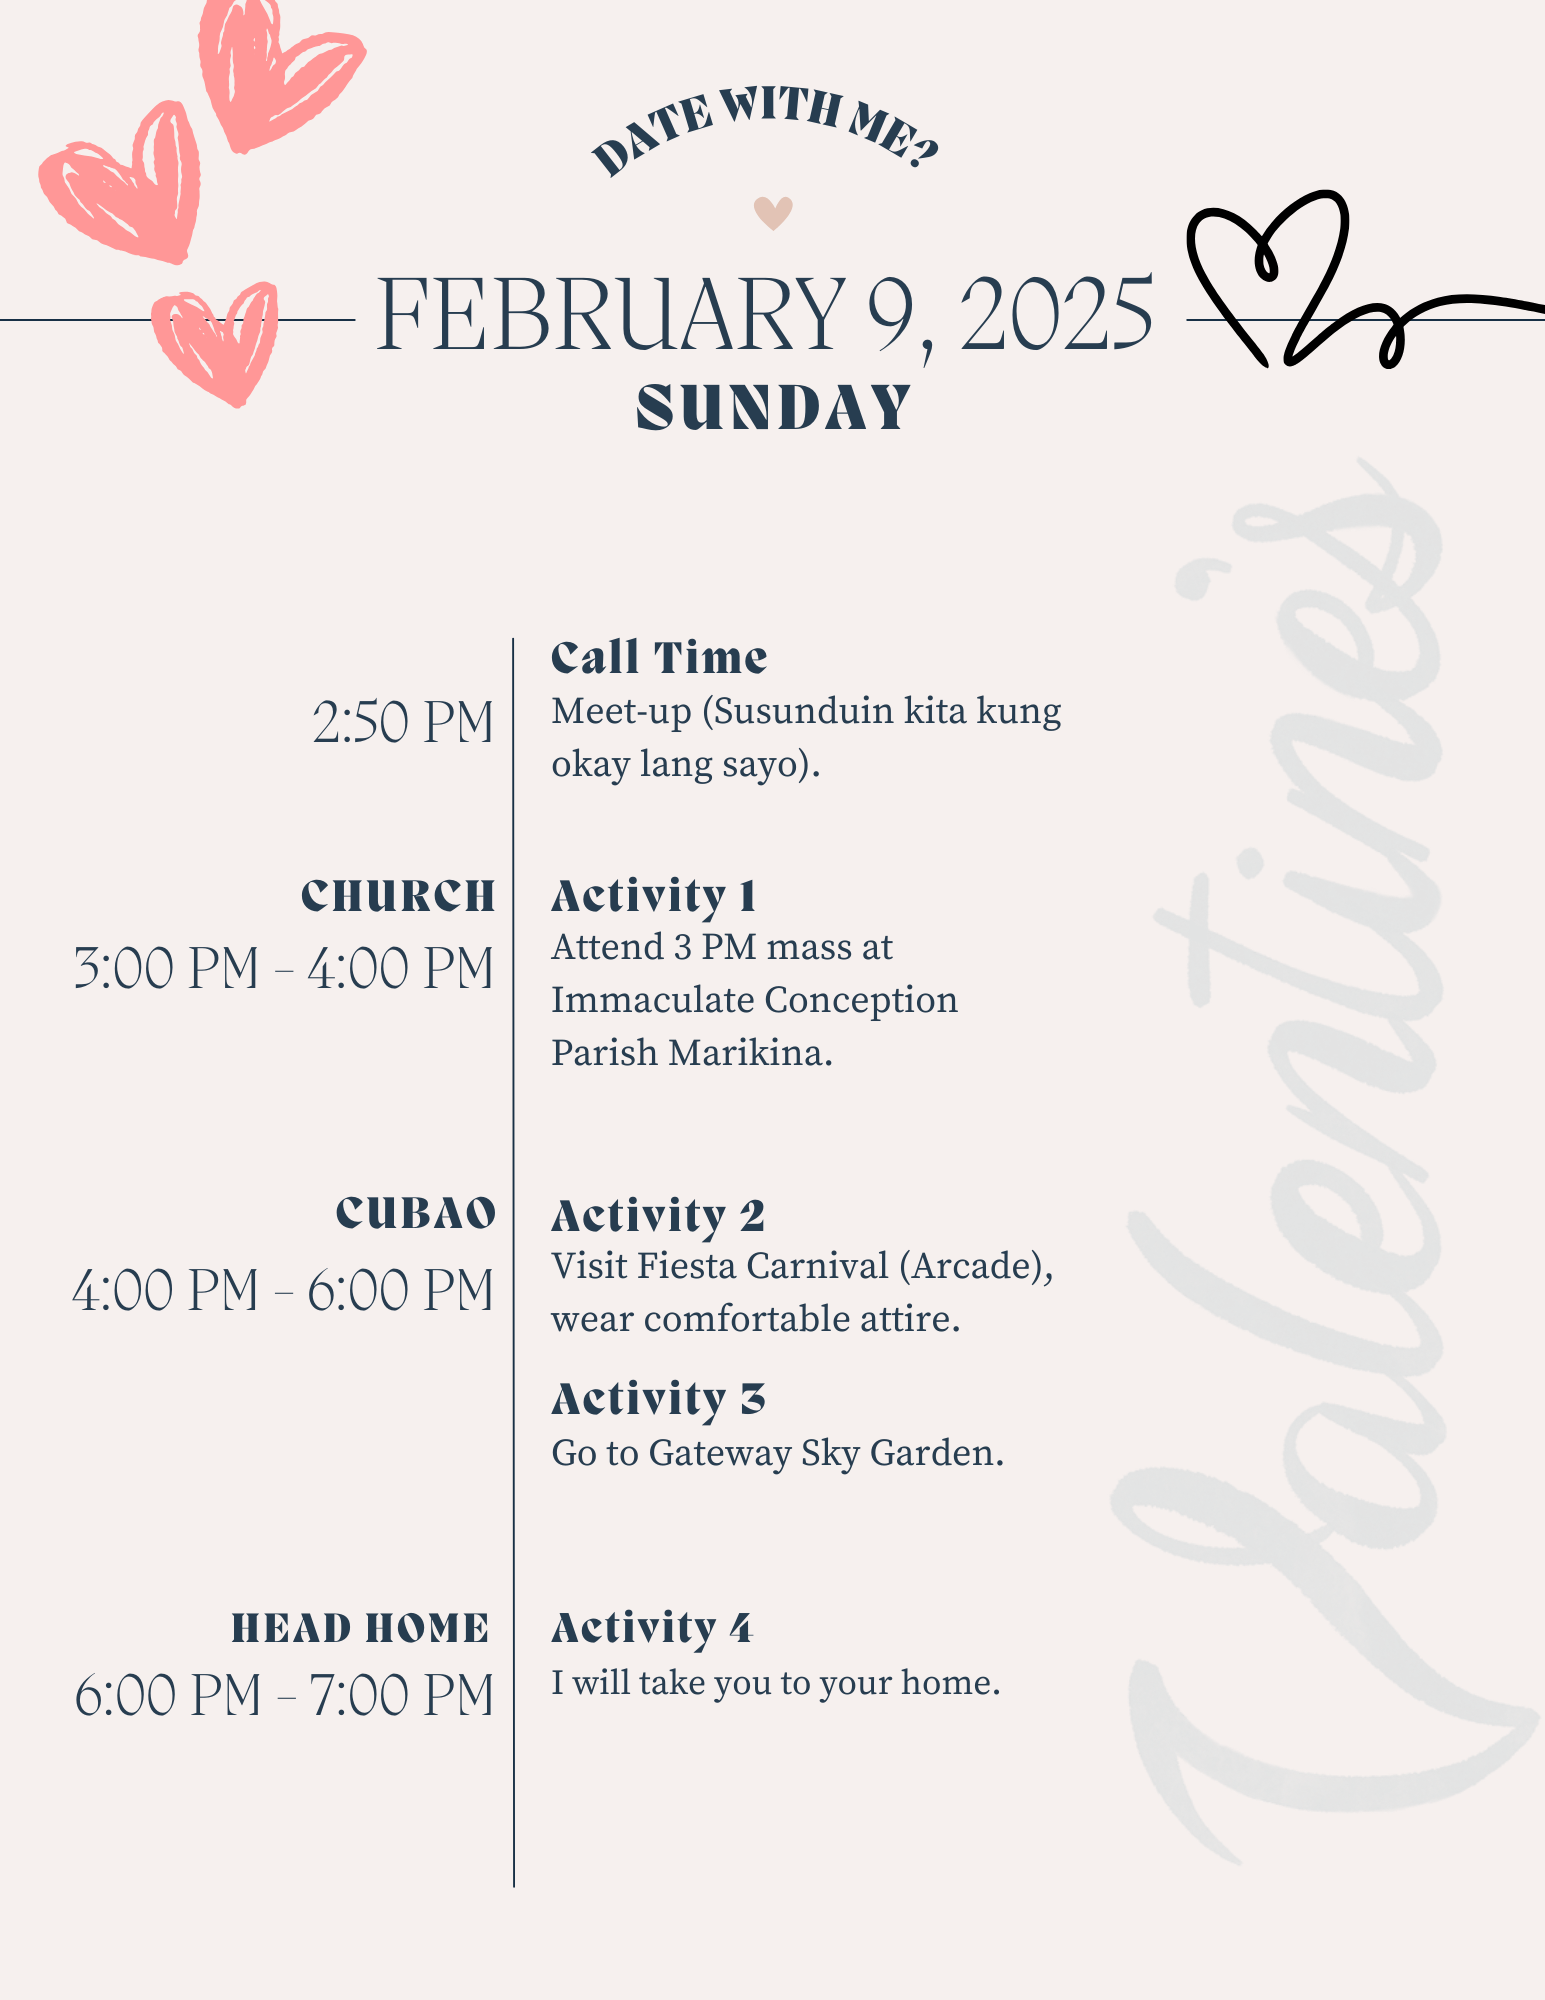 DATE WITH ME?
FEBRUARY 9, 2025
SUNDAY
Call Time
2:50 PM
Meet-up (Susunduin kita kung
okay lang sayo).
CHURCH
3:00 PM - 4:00 PM
Activity 1
Attend 3 PM mass at
Immaculate Conception
Parish Marikina.
CUBAO
4:00 PM - 6:00 PM
Activity 2
Visit Fiesta Carnival (Arcade),
wear comfortable attire.
Activity 3
Go to Gateway Sky Garden.
HEAD HOME
6:00 PM - 7:00 PM
Activity 4
I will take you to your home.
Valentine's